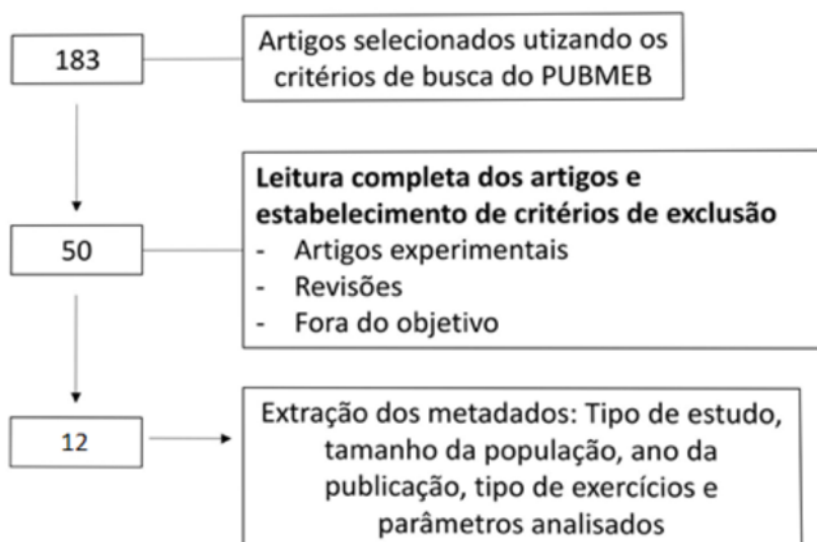 183
Artigos selecionados utizando os
critérios de busca do PUBMEB
Leitura completa dos artigos e
estabelecimento de critérios de exclusão
50
- Artigos experimentais
- Revisões
- Fora do objetivo
12
Extração dos metadados: Tipo de estudo,
tamanho da população, ano da
publicação, tipo de exercícios e
parâmetros analisados